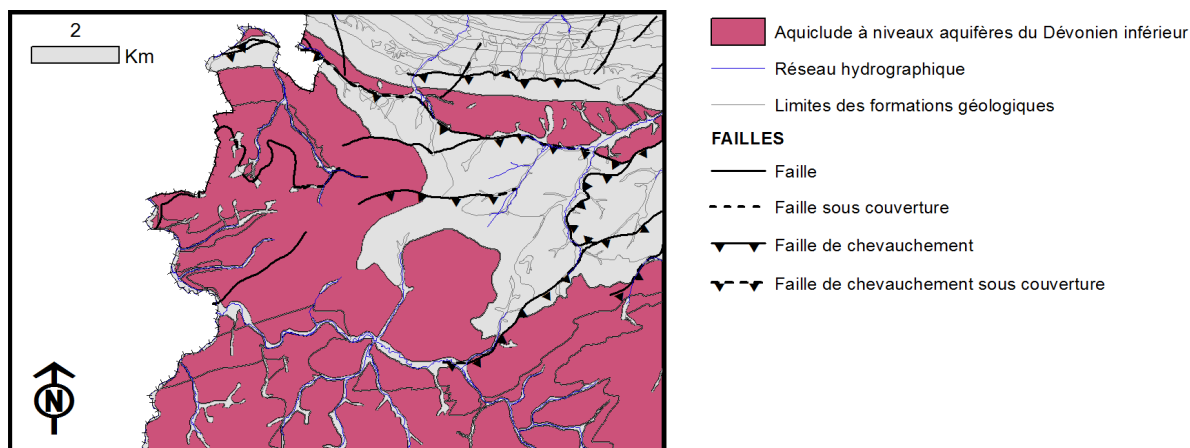 2
Km
N
Aquiclude à niveaux aquifères du Dévonien inférieur
Réseau hydrographique
Limites des formations géologiques
FAILLES
Faille
Faille sous couverture
Faille de chevauchement
Faille de chevauchement sous couverture